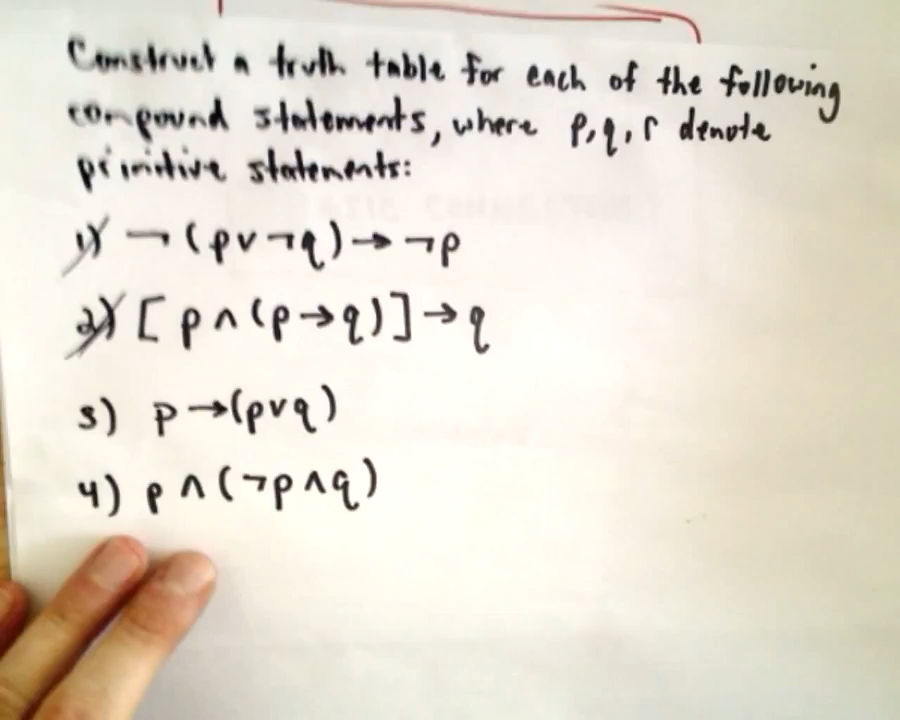 Construct a truth table for each of the following
compound statements, where p,q,r denote
primitive statements:
1) ¬(p∨¬q)→¬p
2) [p∧(p→q)]→q
3) p→(p∨q)
4) p∧(¬p∧q)